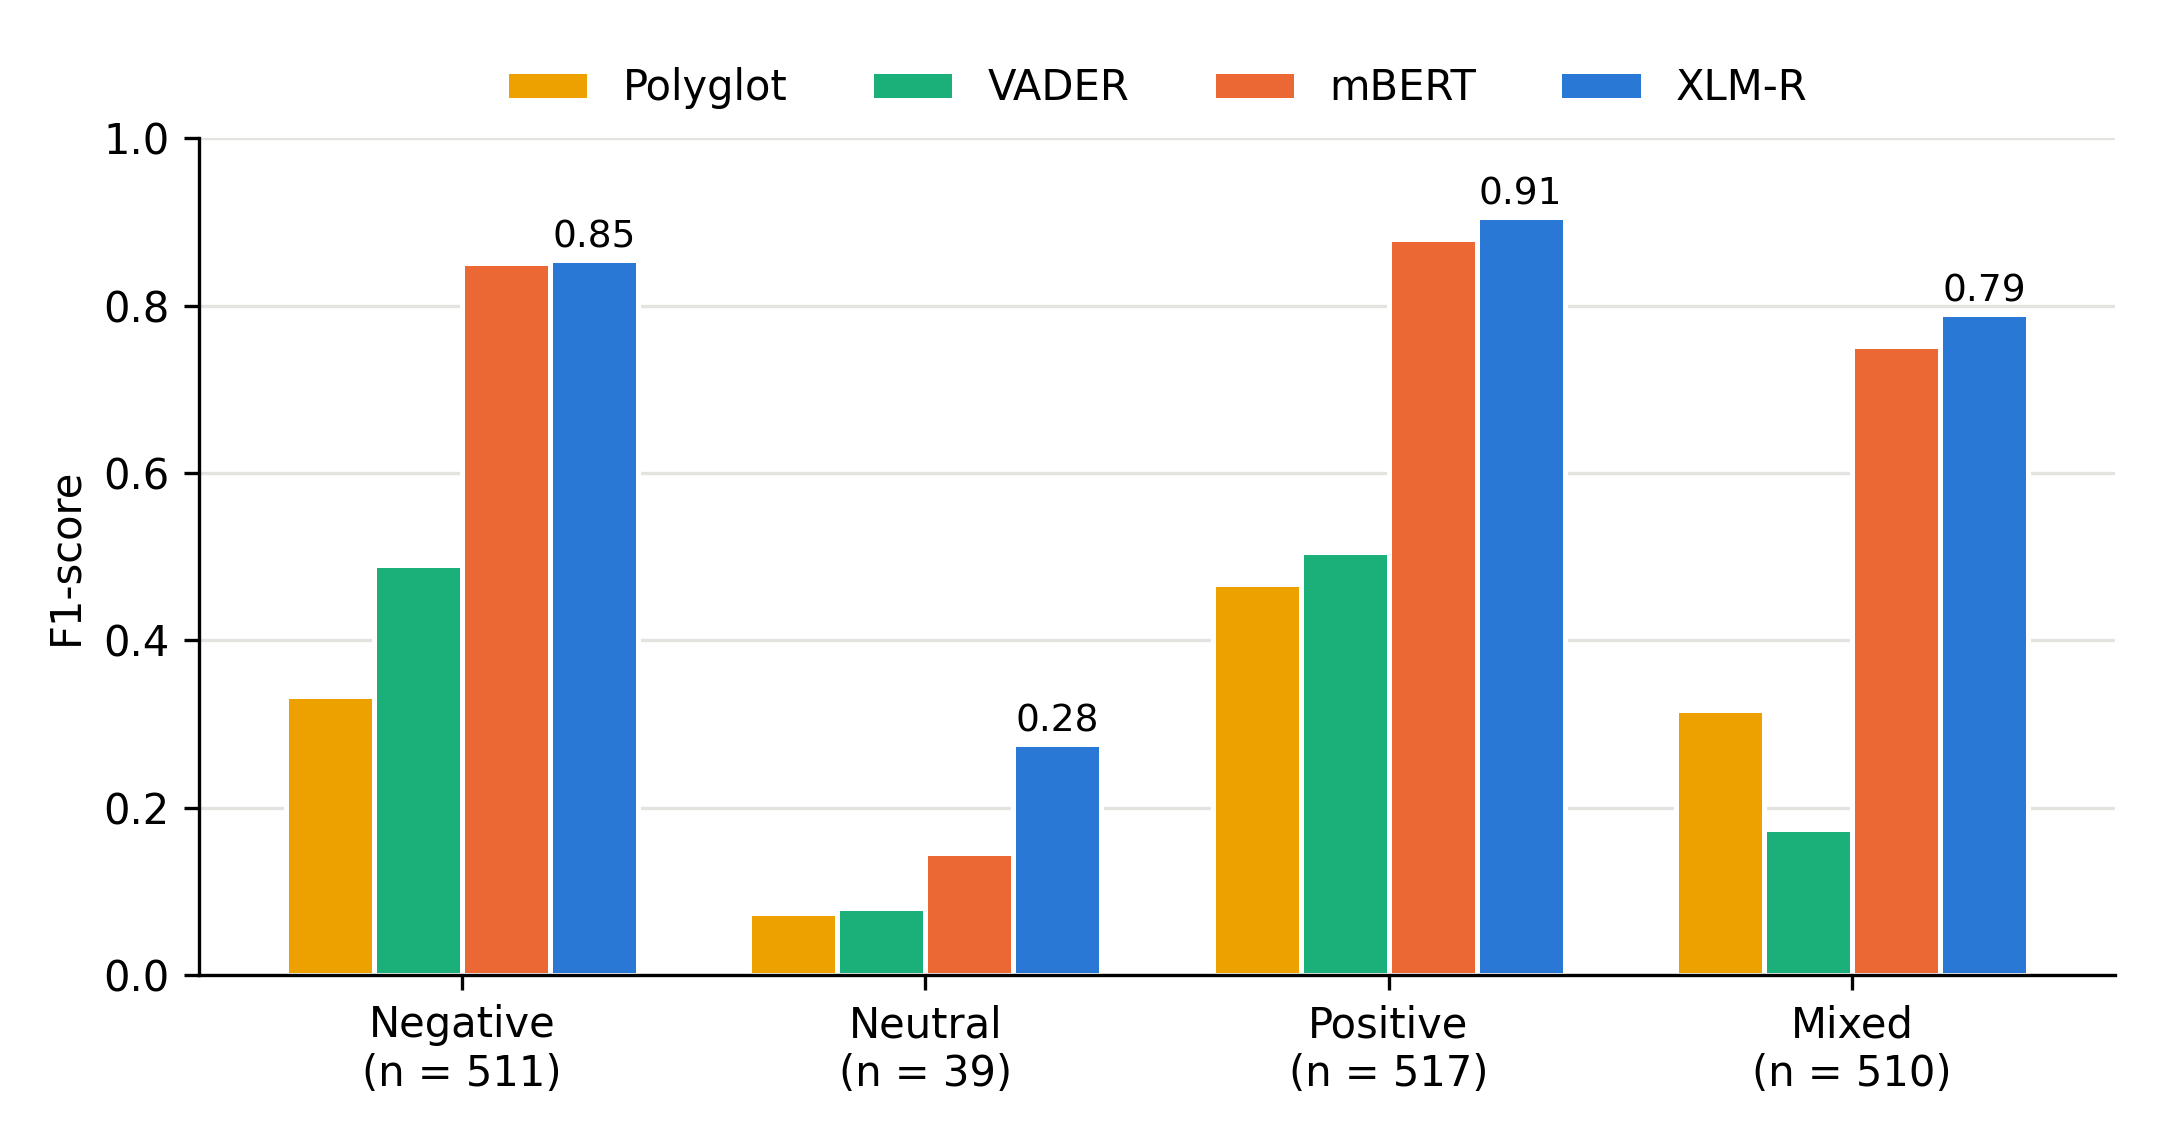 Polyglot VADER mBERT XLM-R
F1-score
1.0
0.8
0.6
0.4
0.2
0.0
0.85
0.28
0.91
0.79
Negative
(n = 511)
Neutral
(n = 39)
Positive
(n = 517)
Mixed
(n = 510)